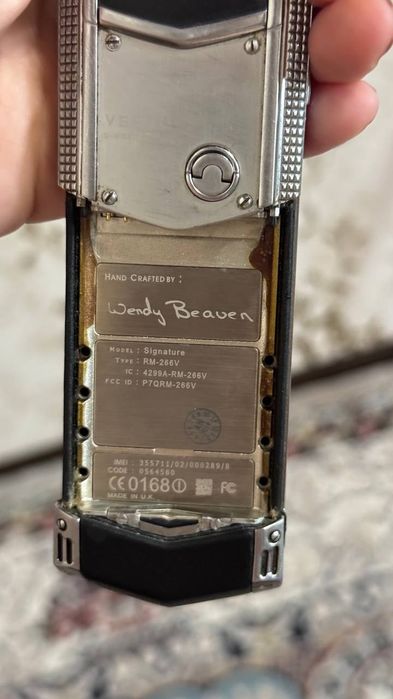 HAND CRAFTED BY :
Wendy Beaven
MODEL : Signature
TYPE : RM-266V
IC : 4299A-RM-266V
FCC ID : P7QRM-266V
IMEI : 355711/02/000289/8
CODE : 0564560
CE0168
FC
MADE IN U.K.